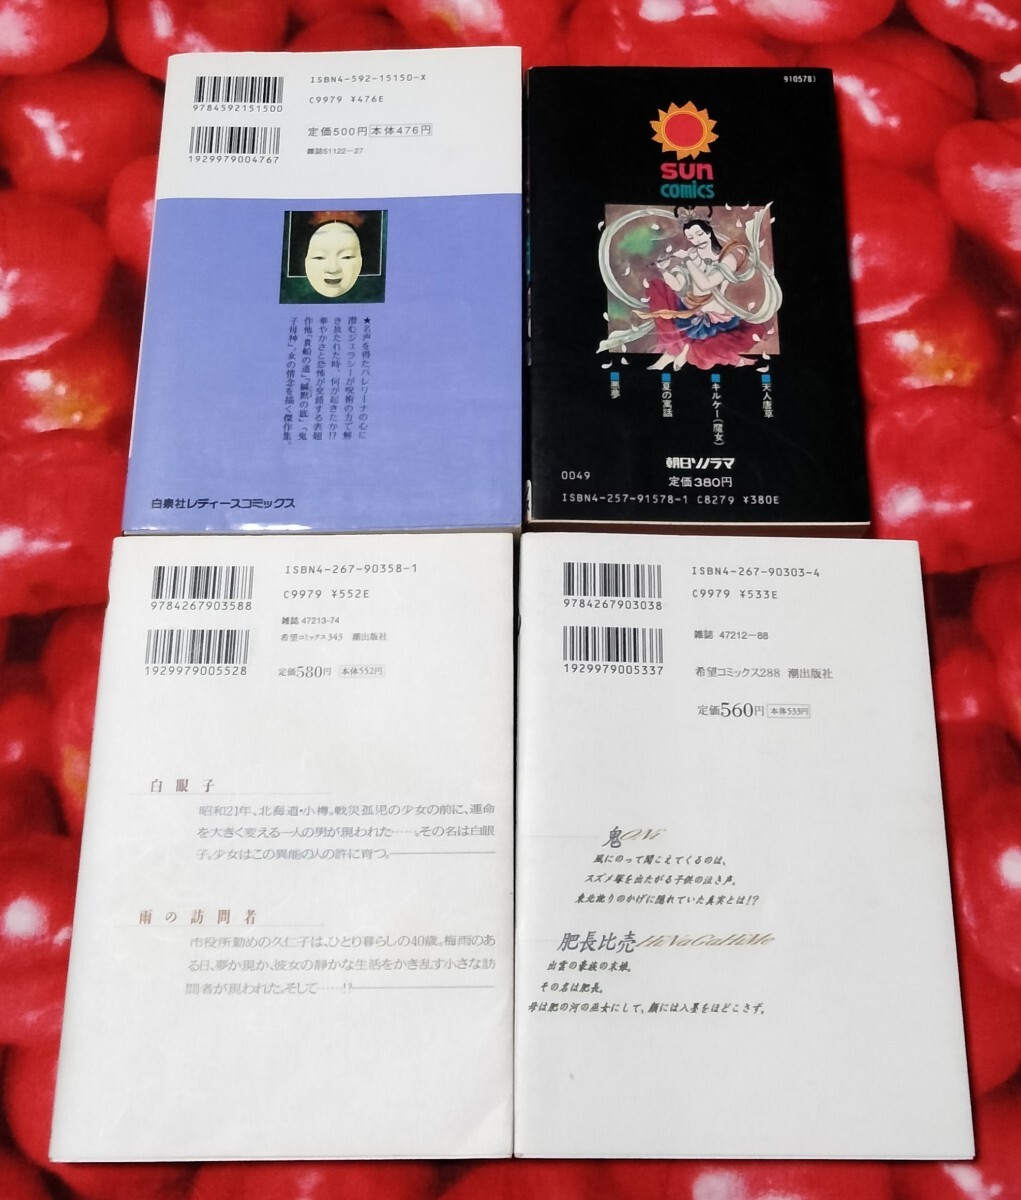 ISBN4-592-15150-X
C9979 ¥476E
9784592151500
定価500円 本体476円
雑誌51122-27
1929979004767
★名声を得たバレリーナの心に
潜むジェラシーが呪術の力で解
き放たれた時、何が起きたか!?
華やかさと恐怖が交錯する表題
作他「貴船の道」、「緘黙の底」「鬼
子母神」。女の情念を描く傑作集。
白泉社レディースコミックス
910578)
sun
comics
■天人唐草
■キルケー(魔女)
■夏の寓話
■悪夢
朝日ソノラマ
定価380円
0049
ISBN4-257-91578-1 C8279 ¥380E
ISBN4-267-90358-1
C9979 ¥552E
9784267903588
雑誌 47213-74
希望コミックス343 潮出版社
1929979005528
定価580円 本体552円
白眼子
昭和21年、北海道・小樽。戦災孤児の少女の前に、運命
を大きく変える一人の男が現われた……。その名は白眼
子。少女はこの異能の人の許に育つ。
雨の訪問者
市役所勤めの久仁子は、ひとり暮らしの40歳。梅雨のあ
る日、夢か現か、彼女の静かな生活をかき乱す小さな訪
問者が現われた。そして……!?
ISBN4-267-90303-4
C9979 ¥533E
9784267903038
雑誌 47212-88
1929979005337
希望コミックス288 潮出版社
定価560円 本体533円
鬼 ONi
風にのって聞こえてくるのは、
スズメ塚を出たがる子供の泣き声。
東北訛りのかげに隠れていた真実とは!?
肥長比売 HiNaGaHiMe
出雲の豪族の末娘。
その名は肥長。
母は肥の河の巫女にして、顔には入墨をほどこさず。